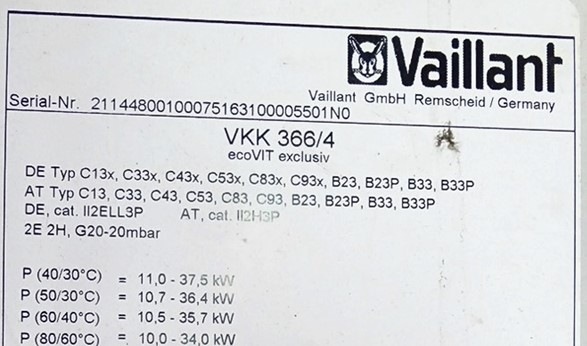 Vaillant
Vaillant GmbH Remscheid / Germany
Serial-Nr. 21144800100075163100005501N0
VKK 366/4
ecoVIT exclusiv
DE Typ C13x, C33x, C43x, C53x, C83x, C93x, B23, B23P, B33, B33P
AT Typ C13, C33, C43, C53, C83, C93, B23, B23P, B33, B33P
DE, cat. II2ELL3P AT, cat. II2H3P
2E 2H, G20-20mbar
P (40/30°C) = 11,0 - 37,5 kW
P (50/30°C) = 10,7 - 36,4 kW
P (60/40°C) = 10,5 - 35,7 kW
P (80/60°C) = 10,0 - 34,0 kW